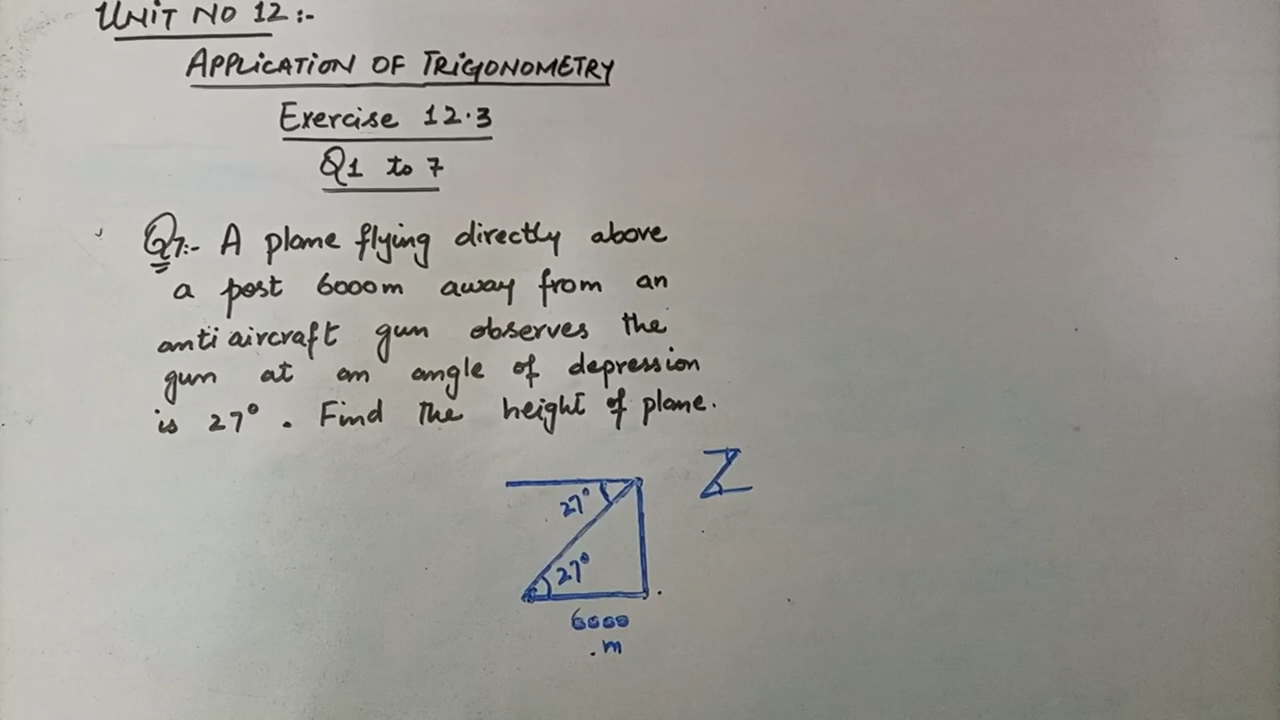 UNIT NO 12:-
APPLICATION OF TRIGONOMETRY
Exercise 12.3
Q1 to 7
Q7:- A plane flying directly above
a post 6000m away from an
anti aircraft gun observes the
gun at an angle of depression
is 27°. Find the height of plane.
Z
27°
27°
6000
.m